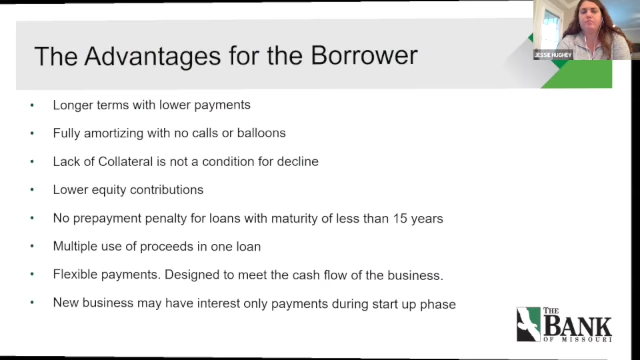 The Advantages for the Borrower
JESSIE HUGHEY
• Longer terms with lower payments
• Fully amortizing with no calls or balloons
• Lack of Collateral is not a condition for decline
• Lower equity contributions
• No prepayment penalty for loans with maturity of less than 15 years
• Multiple use of proceeds in one loan
• Flexible payments. Designed to meet the cash flow of the business.
• New business may have interest only payments during start up phase
THE
BANK
OF MISSOURI